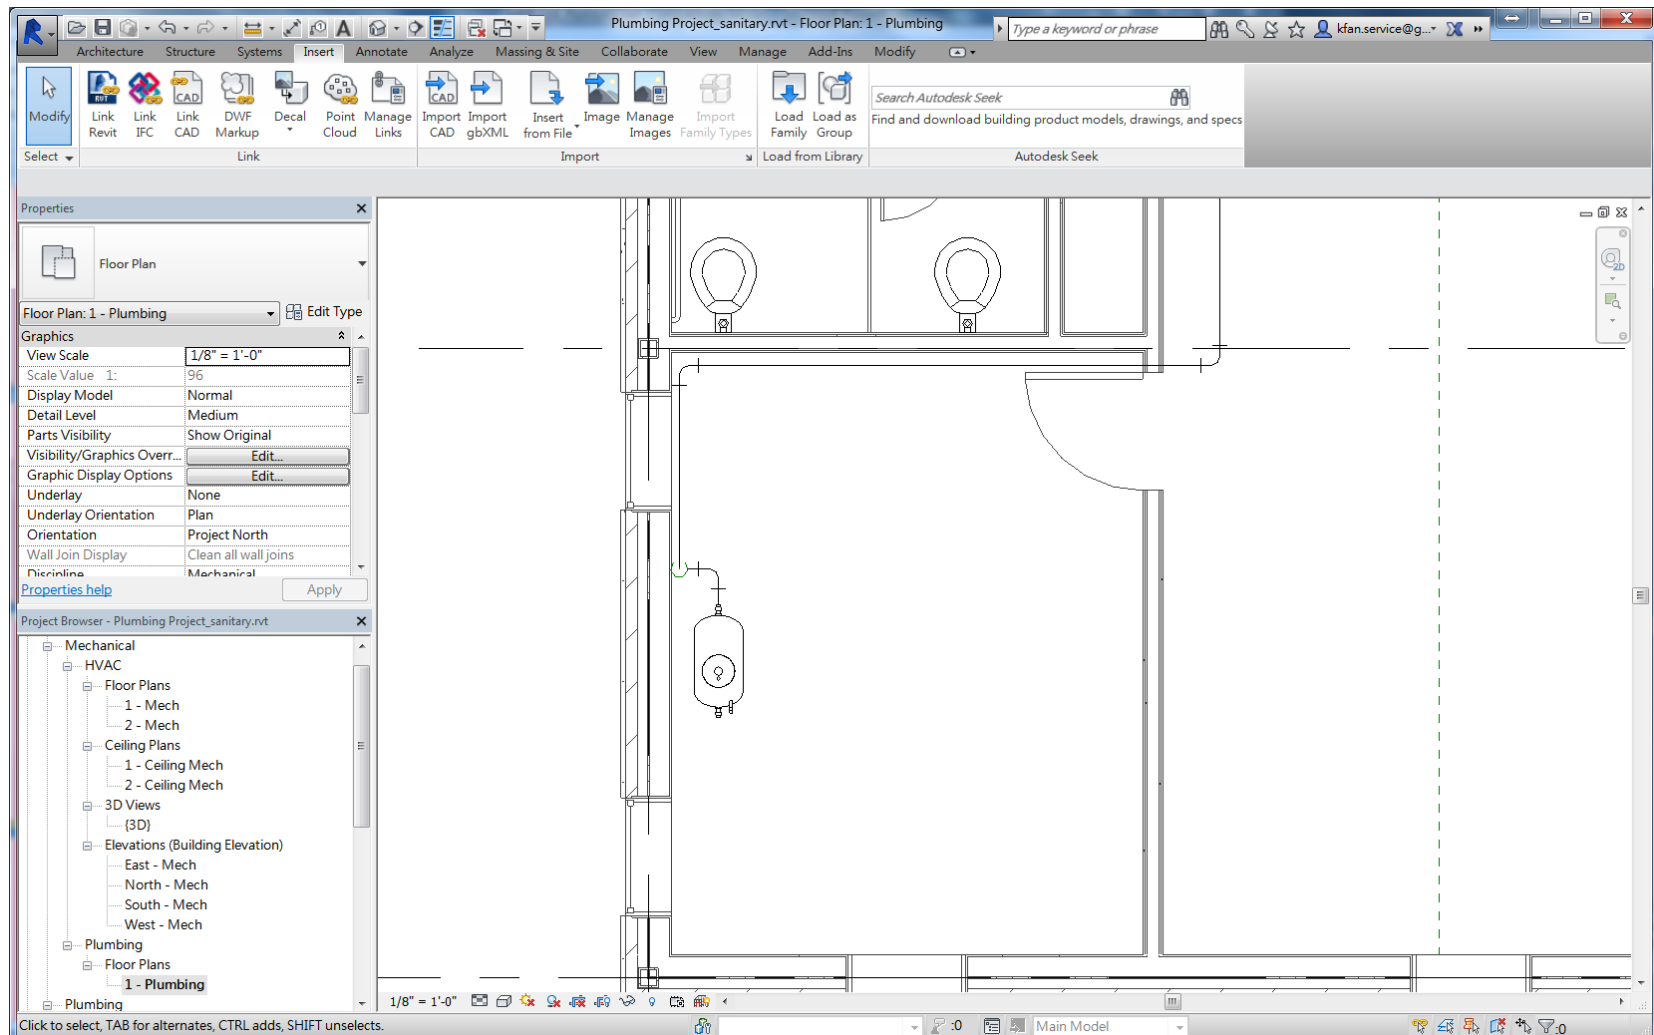 Plumbing Project_sanitary.rvt - Floor Plan: 1 - Plumbing
Type a keyword or phrase
kfan.service@g...
Architecture Structure Systems Insert Annotate Analyze Massing & Site Collaborate View Manage Add-Ins Modify
Modify
Link Revit
Link IFC
Link CAD
DWF Markup
Decal
Point Cloud
Manage Links
Import CAD
Import gbXML
Insert from File
Image
Manage Images
Import Family Types
Load Family
Load as Group
Search Autodesk Seek
Find and download building product models, drawings, and specs
Select
Link
Import
Load from Library
Autodesk Seek
Properties
Floor Plan
Floor Plan: 1 - Plumbing
Edit Type
Graphics
View Scale 1/8" = 1'-0"
Scale Value 1: 96
Display Model Normal
Detail Level Medium
Parts Visibility Show Original
Visibility/Graphics Overr... Edit...
Graphic Display Options Edit...
Underlay None
Underlay Orientation Plan
Orientation Project North
Wall Join Display Clean all wall joins
Discipline Mechanical
Properties help
Apply
Project Browser - Plumbing Project_sanitary.rvt
Mechanical
HVAC
Floor Plans
1 - Mech
2 - Mech
Ceiling Plans
1 - Ceiling Mech
2 - Ceiling Mech
3D Views
{3D}
Elevations (Building Elevation)
East - Mech
North - Mech
South - Mech
West - Mech
Plumbing
Floor Plans
1 - Plumbing
Plumbing
2D
1/8" = 1'-0"
Click to select, TAB for alternates, CTRL adds, SHIFT unselects.
:0
Main Model
:0